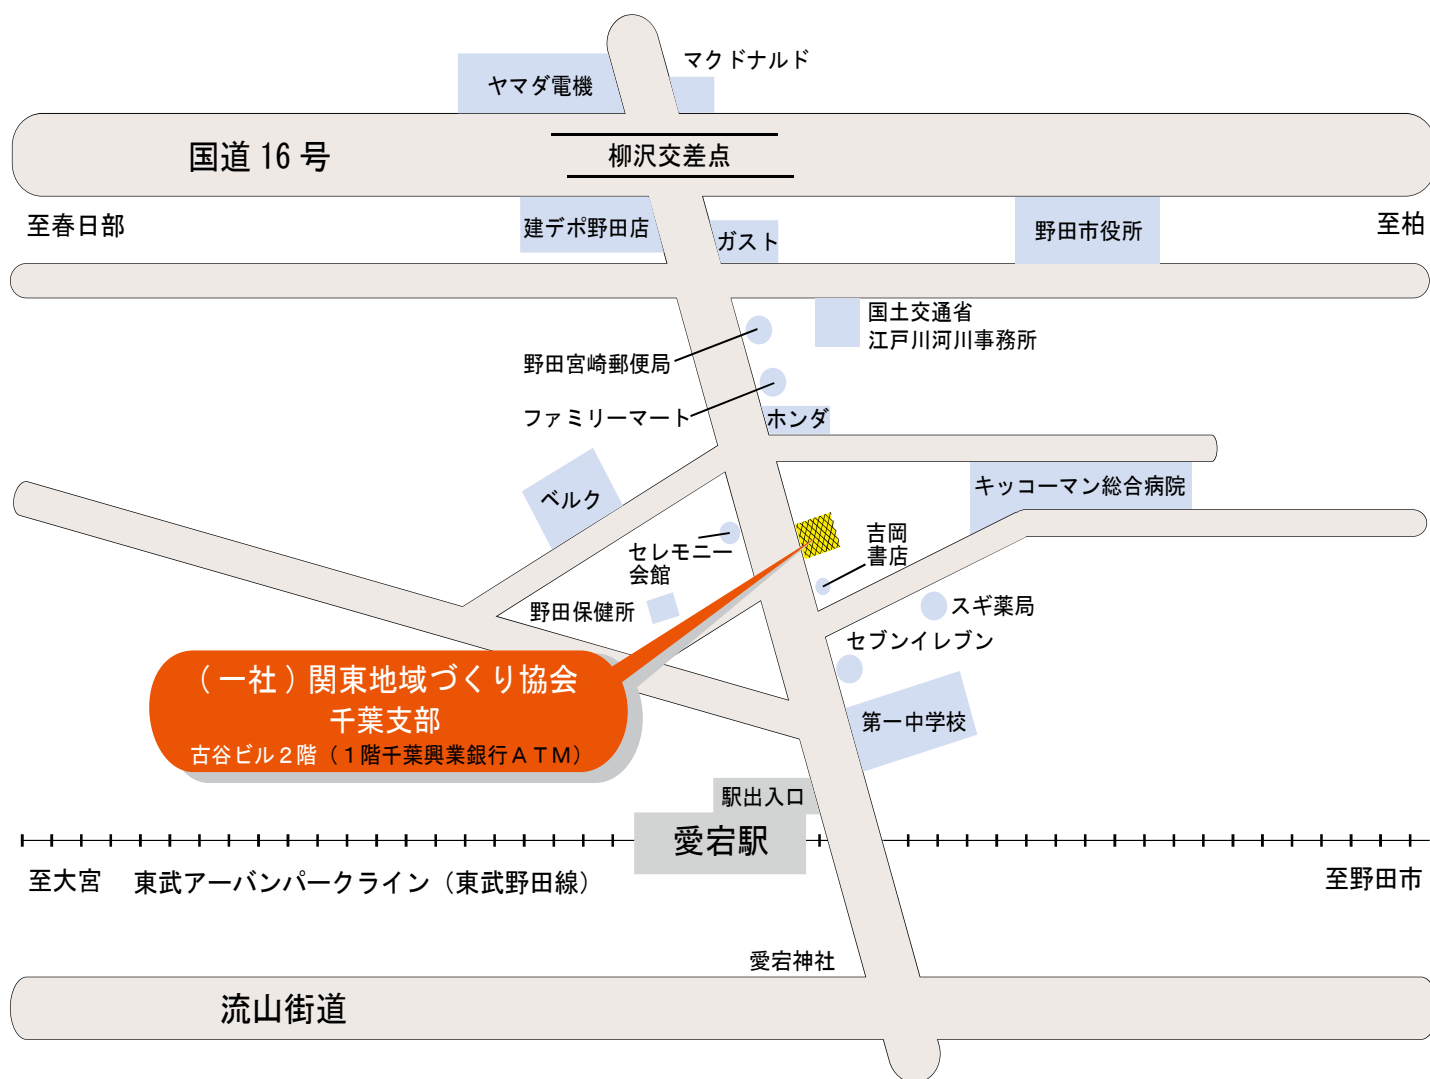 マクドナルド
ヤマダ電機
国道16号
柳沢交差点
至春日部
建デポ野田店
ガスト
野田市役所
至柏
国土交通省
江戸川河川事務所
野田宮崎郵便局
ファミリーマート
ホンダ
ベルク
キッコーマン総合病院
セレモニー
会館
吉岡
書店
野田保健所
スギ薬局
セブンイレブン
(一社)関東地域づくり協会
千葉支部
古谷ビル2階(1階千葉興業銀行ATM)
第一中学校
駅出入口
愛宕駅
至大宮
東武アーバンパークライン(東武野田線)
至野田市
愛宕神社
流山街道